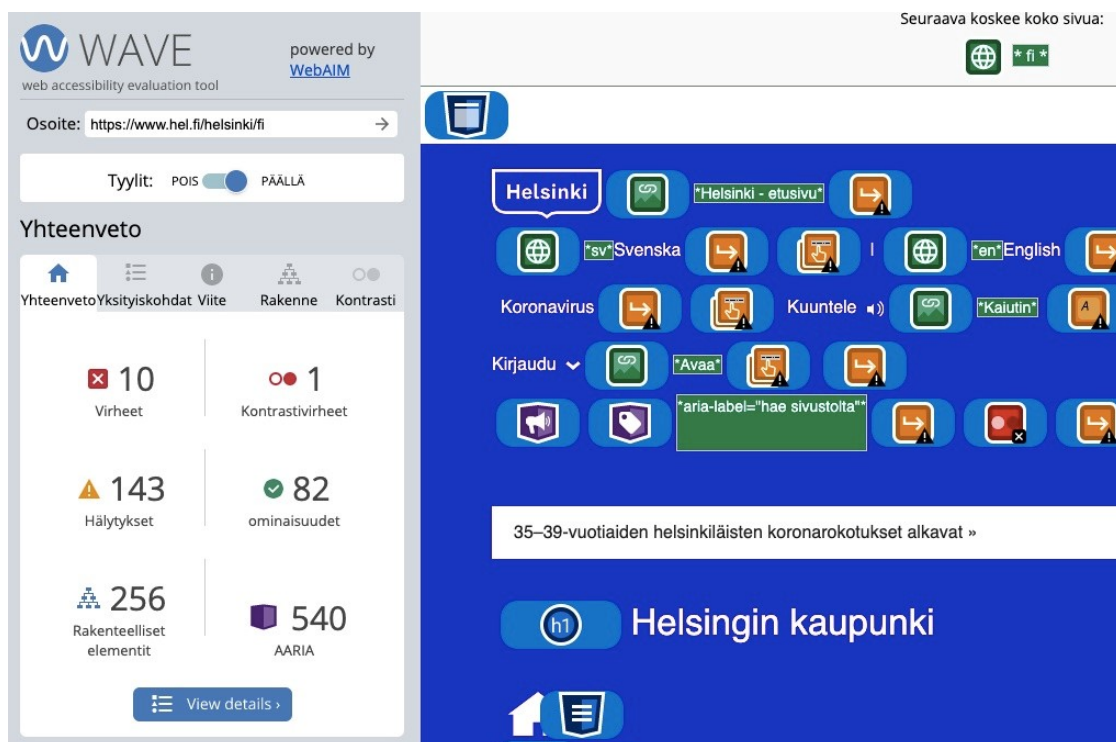 WAVE
powered by
WebAIM
web accessibility evaluation tool
Osoite: https://www.hel.fi/helsinki/fi
Tyylit: POIS PÄÄLLÄ
Yhteenveto
Yhteenveto Yksityiskohdat Viite Rakenne Kontrasti
10 1
Virheet Kontrastivirheet
143 82
Hälytykset ominaisuudet
256 540
Rakenteelliset
elementit AARIA
View details ›
Seuraava koskee koko sivua:
* fi *
Helsinki *Helsinki - etusivu*
*sv*Svenska | *en*English
Koronavirus Kuuntele *Kaiutin* A
Kirjaudu *Avaa*
*aria-label="hae sivustolta"*
35–39-vuotiaiden helsinkiläisten koronarokotukset alkavat »
h1 Helsingin kaupunki